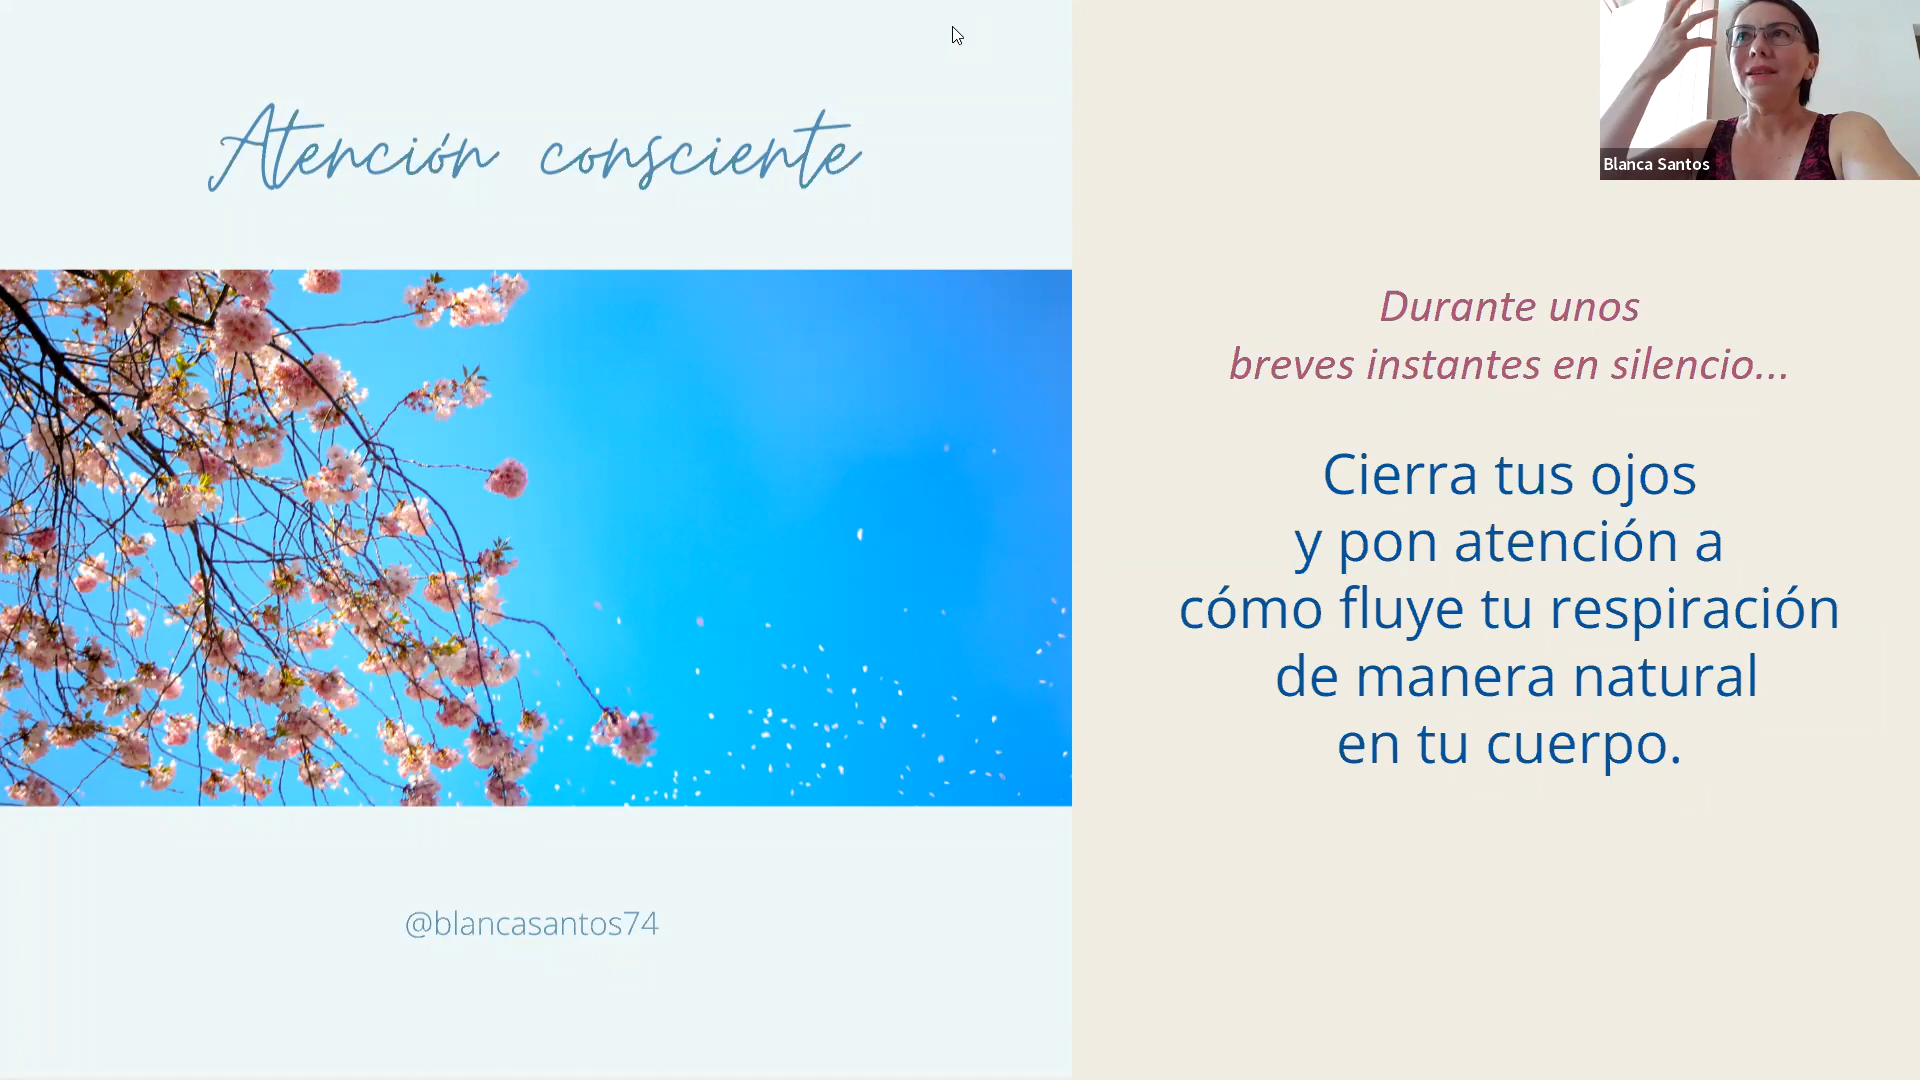 Atención consciente
@blancasantos74
Blanca Santos
Durante unos
breves instantes en silencio...
Cierra tus ojos
y pon atención a
cómo fluye tu respiración
de manera natural
en tu cuerpo.